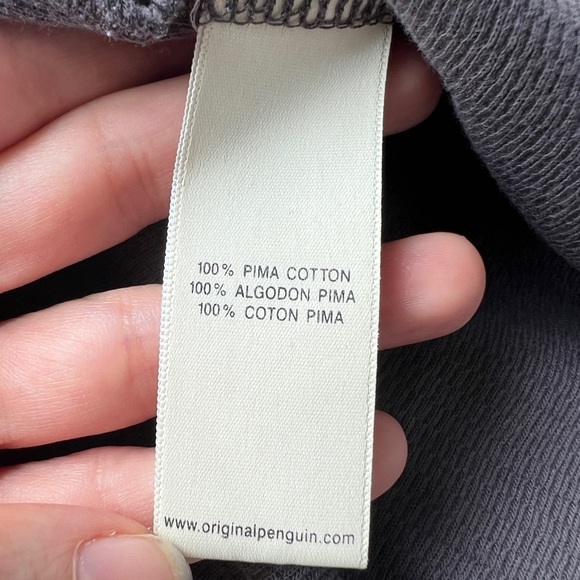 100% PIMA COTTON
100% ALGODON PIMA
100% COTON PIMA
www.originalpenguin.com